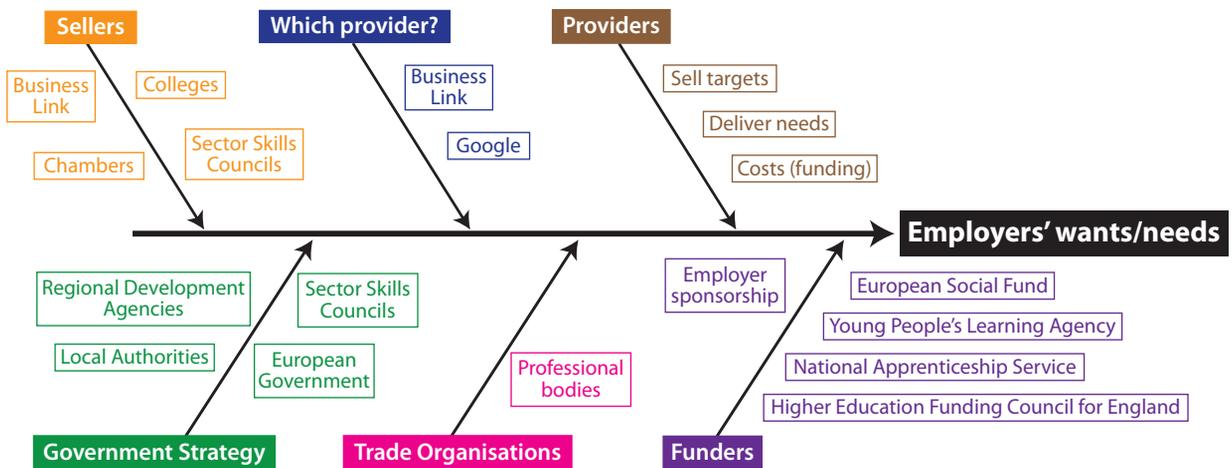 Sellers
Which provider?
Providers
Business
Link
Colleges
Chambers
Sector Skills
Councils
Business
Link
Google
Sell targets
Deliver needs
Costs (funding)
Employers’ wants/needs
Regional Development
Agencies
Sector Skills
Councils
Local Authorities
European
Government
Professional
bodies
Employer
sponsorship
European Social Fund
Young People’s Learning Agency
National Apprenticeship Service
Higher Education Funding Council for England
Government Strategy
Trade Organisations
Funders